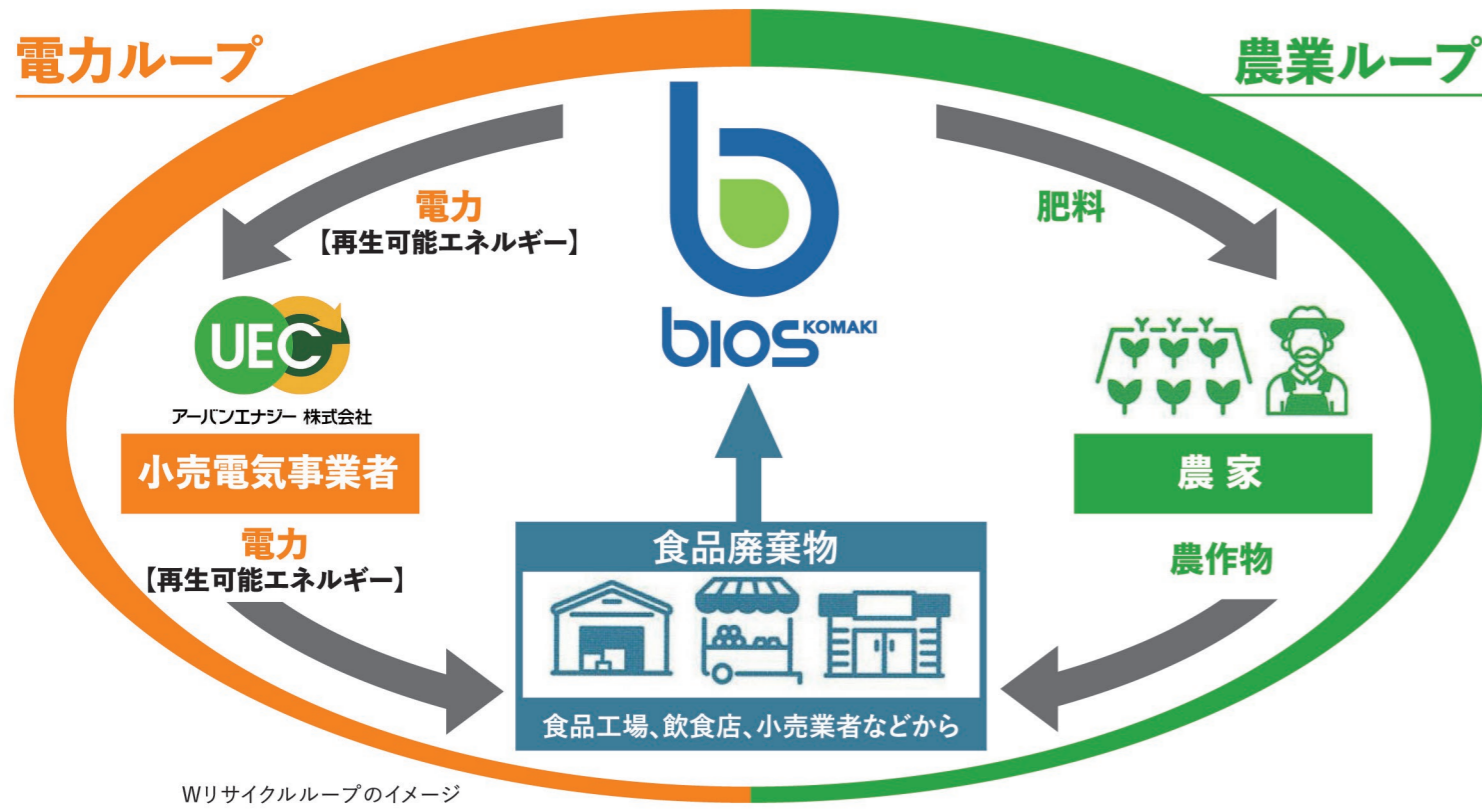 電力ループ
農業ループ
電力
【再生可能エネルギー】
肥料
bios KOMAKI
UEC
アーバンエナジー 株式会社
小売電気事業者
農家
電力
【再生可能エネルギー】
農作物
食品廃棄物
食品工場、飲食店、小売業者などから
Wリサイクルループのイメージ